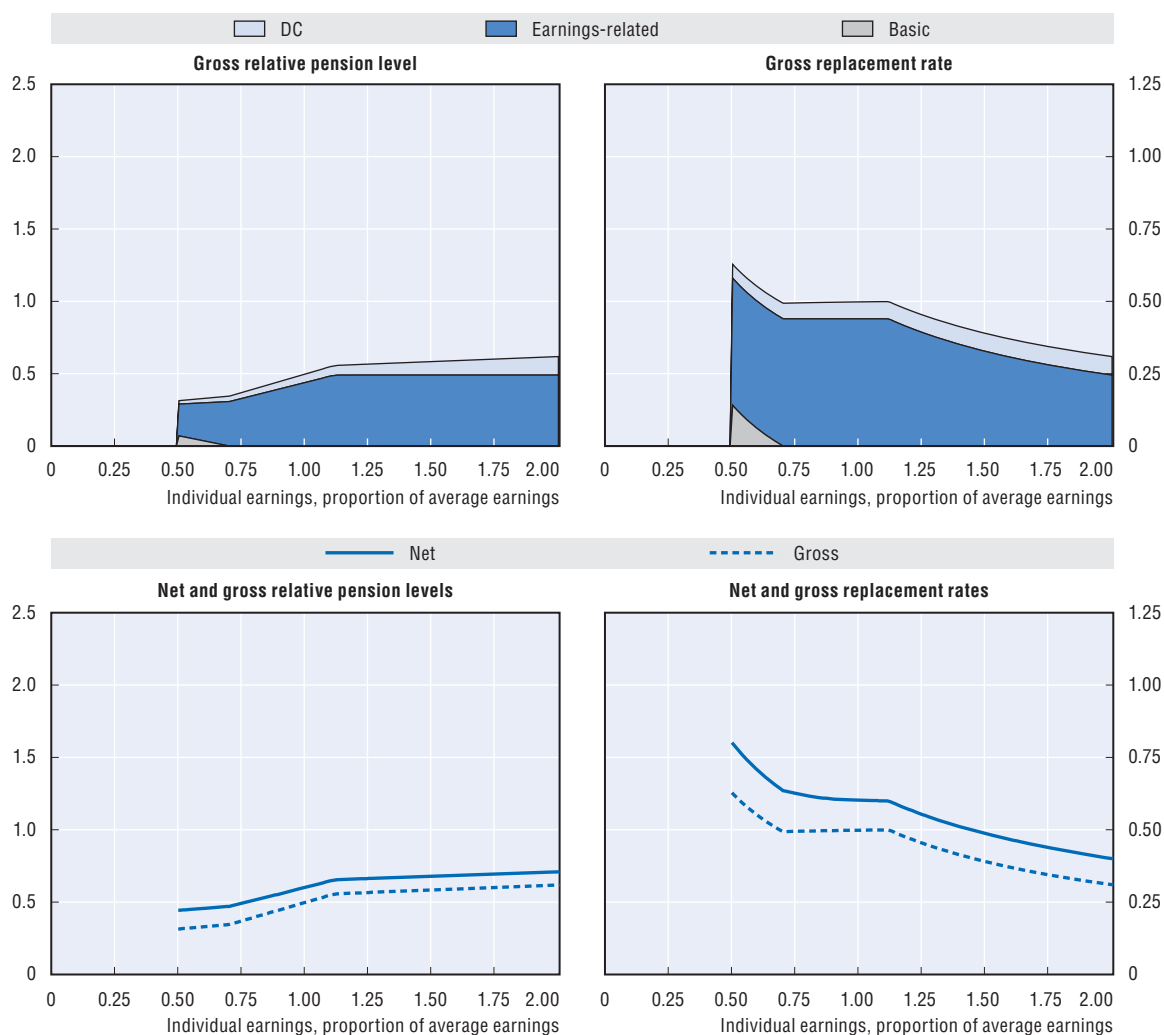 DC Earnings-related Basic
Gross relative pension level Gross replacement rate
2.5 1.25
2.0 1.00
1.5 0.75
1.0 0.50
0.5 0.25
0 0
0 0.25 0.50 0.75 1.00 1.25 1.50 1.75 2.00 0 0.25 0.50 0.75 1.00 1.25 1.50 1.75 2.00
Individual earnings, proportion of average earnings Individual earnings, proportion of average earnings
Net Gross
Net and gross relative pension levels Net and gross replacement rates
2.5 1.25
2.0 1.00
1.5 0.75
1.0 0.50
0.5 0.25
0 0
0 0.25 0.50 0.75 1.00 1.25 1.50 1.75 2.00 0 0.25 0.50 0.75 1.00 1.25 1.50 1.75 2.00
Individual earnings, proportion of average earnings Individual earnings, proportion of average earnings